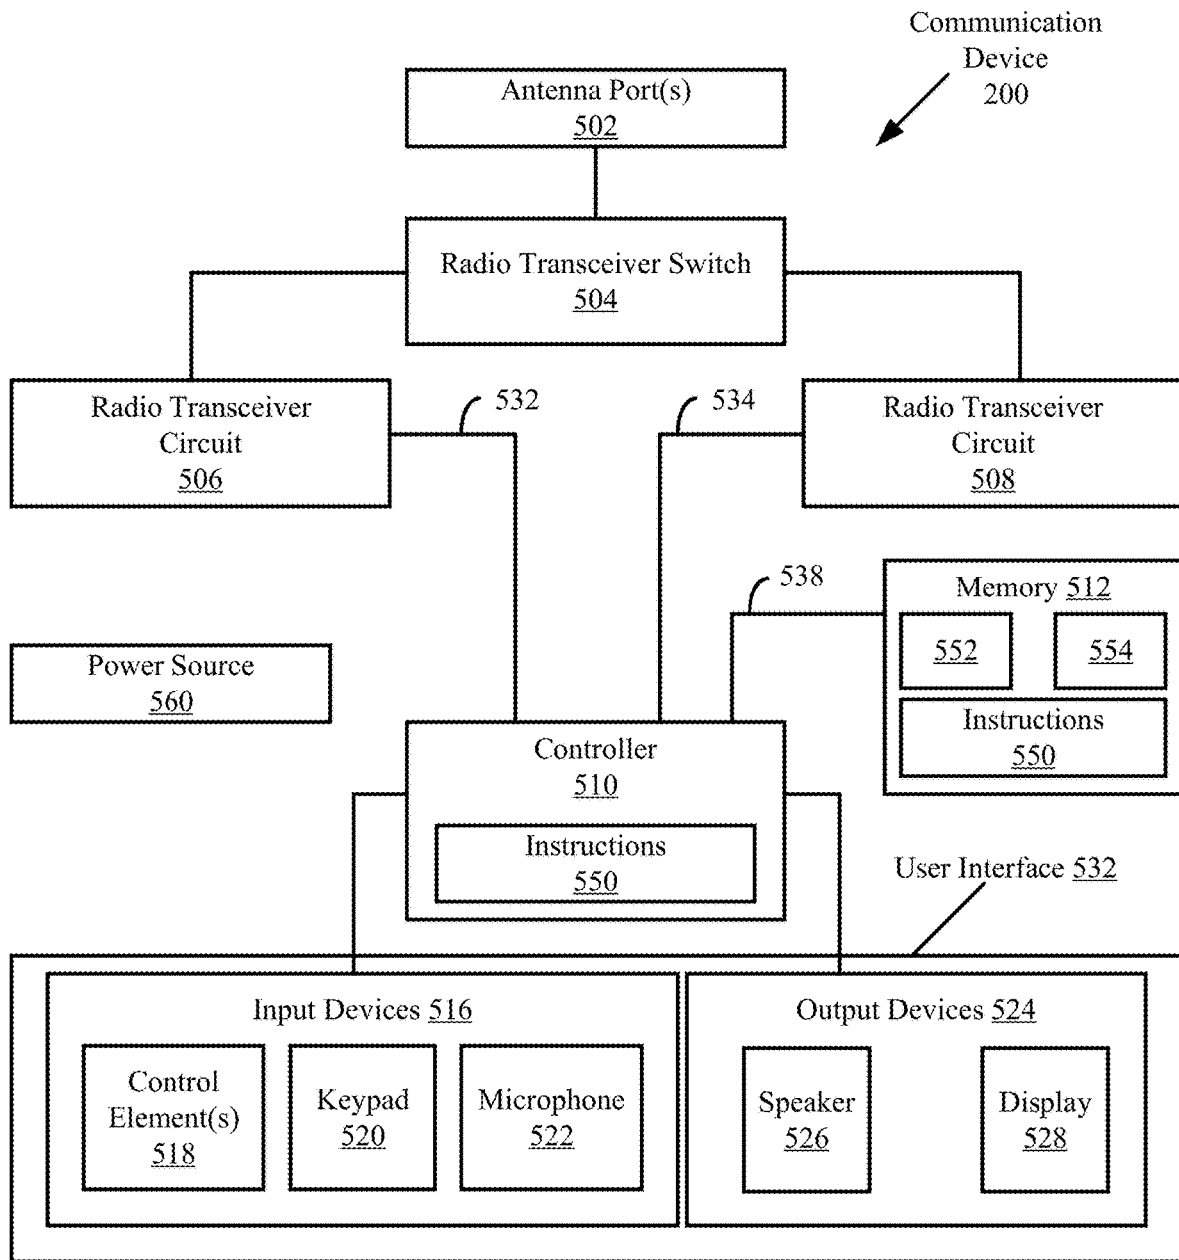 Communication
Device
200
Antenna Port(s)
502
Radio Transceiver Switch
504
Radio Transceiver
Circuit
506
532
534
Radio Transceiver
Circuit
508
538
Memory 512
552
554
Instructions
550
Power Source
560
Controller
510
Instructions
550
User Interface 532
Input Devices 516
Control
Element(s)
518
Keypad
520
Microphone
522
Output Devices 524
Speaker
526
Display
528